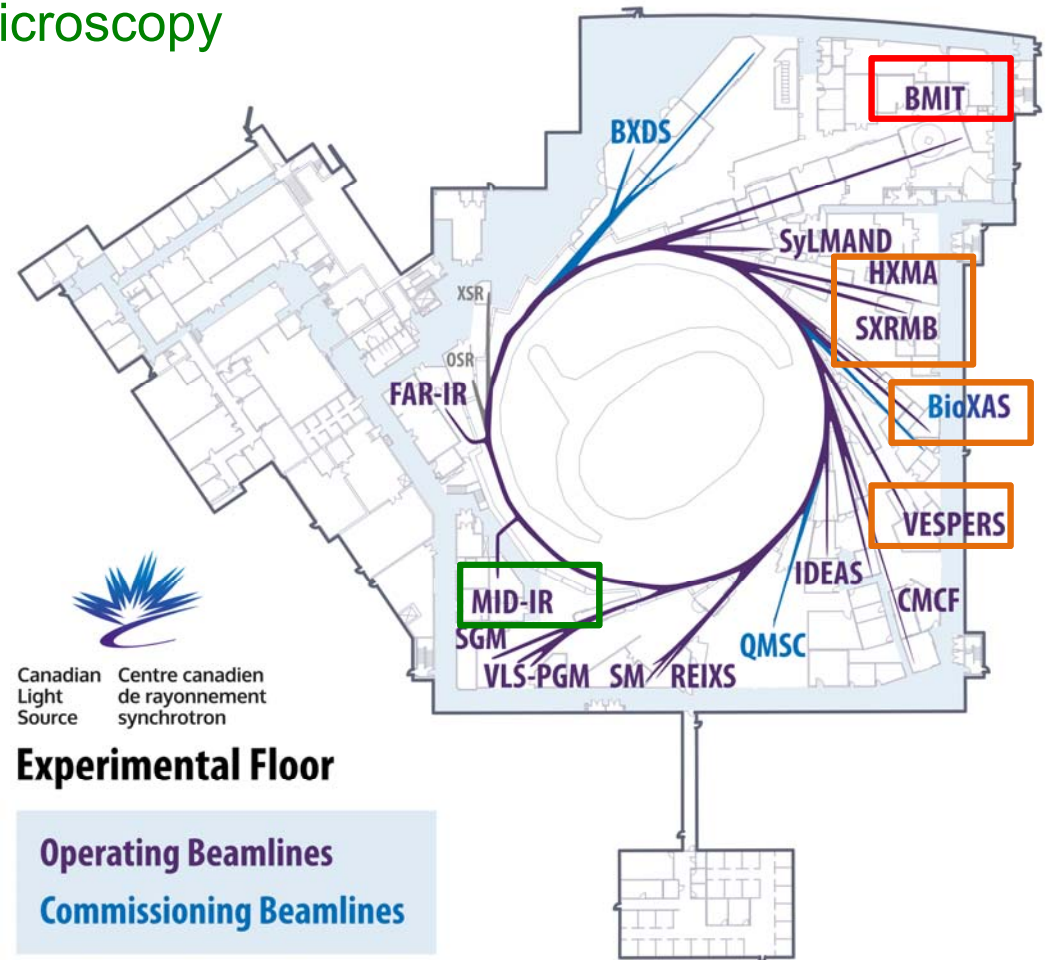 icroscopy
BMIT
BXDS
SyLMAND
HXMA
XSR
SXRMB
OSR
FAR-IR
BioXAS
VESPERS
IDEAS
MID-IR
CMCF
SGM
QMSC
VLS-PGM SM REIXS
Canadian Centre canadien
Light de rayonnement
Source synchrotron
Experimental Floor
Operating Beamlines
Commissioning Beamlines